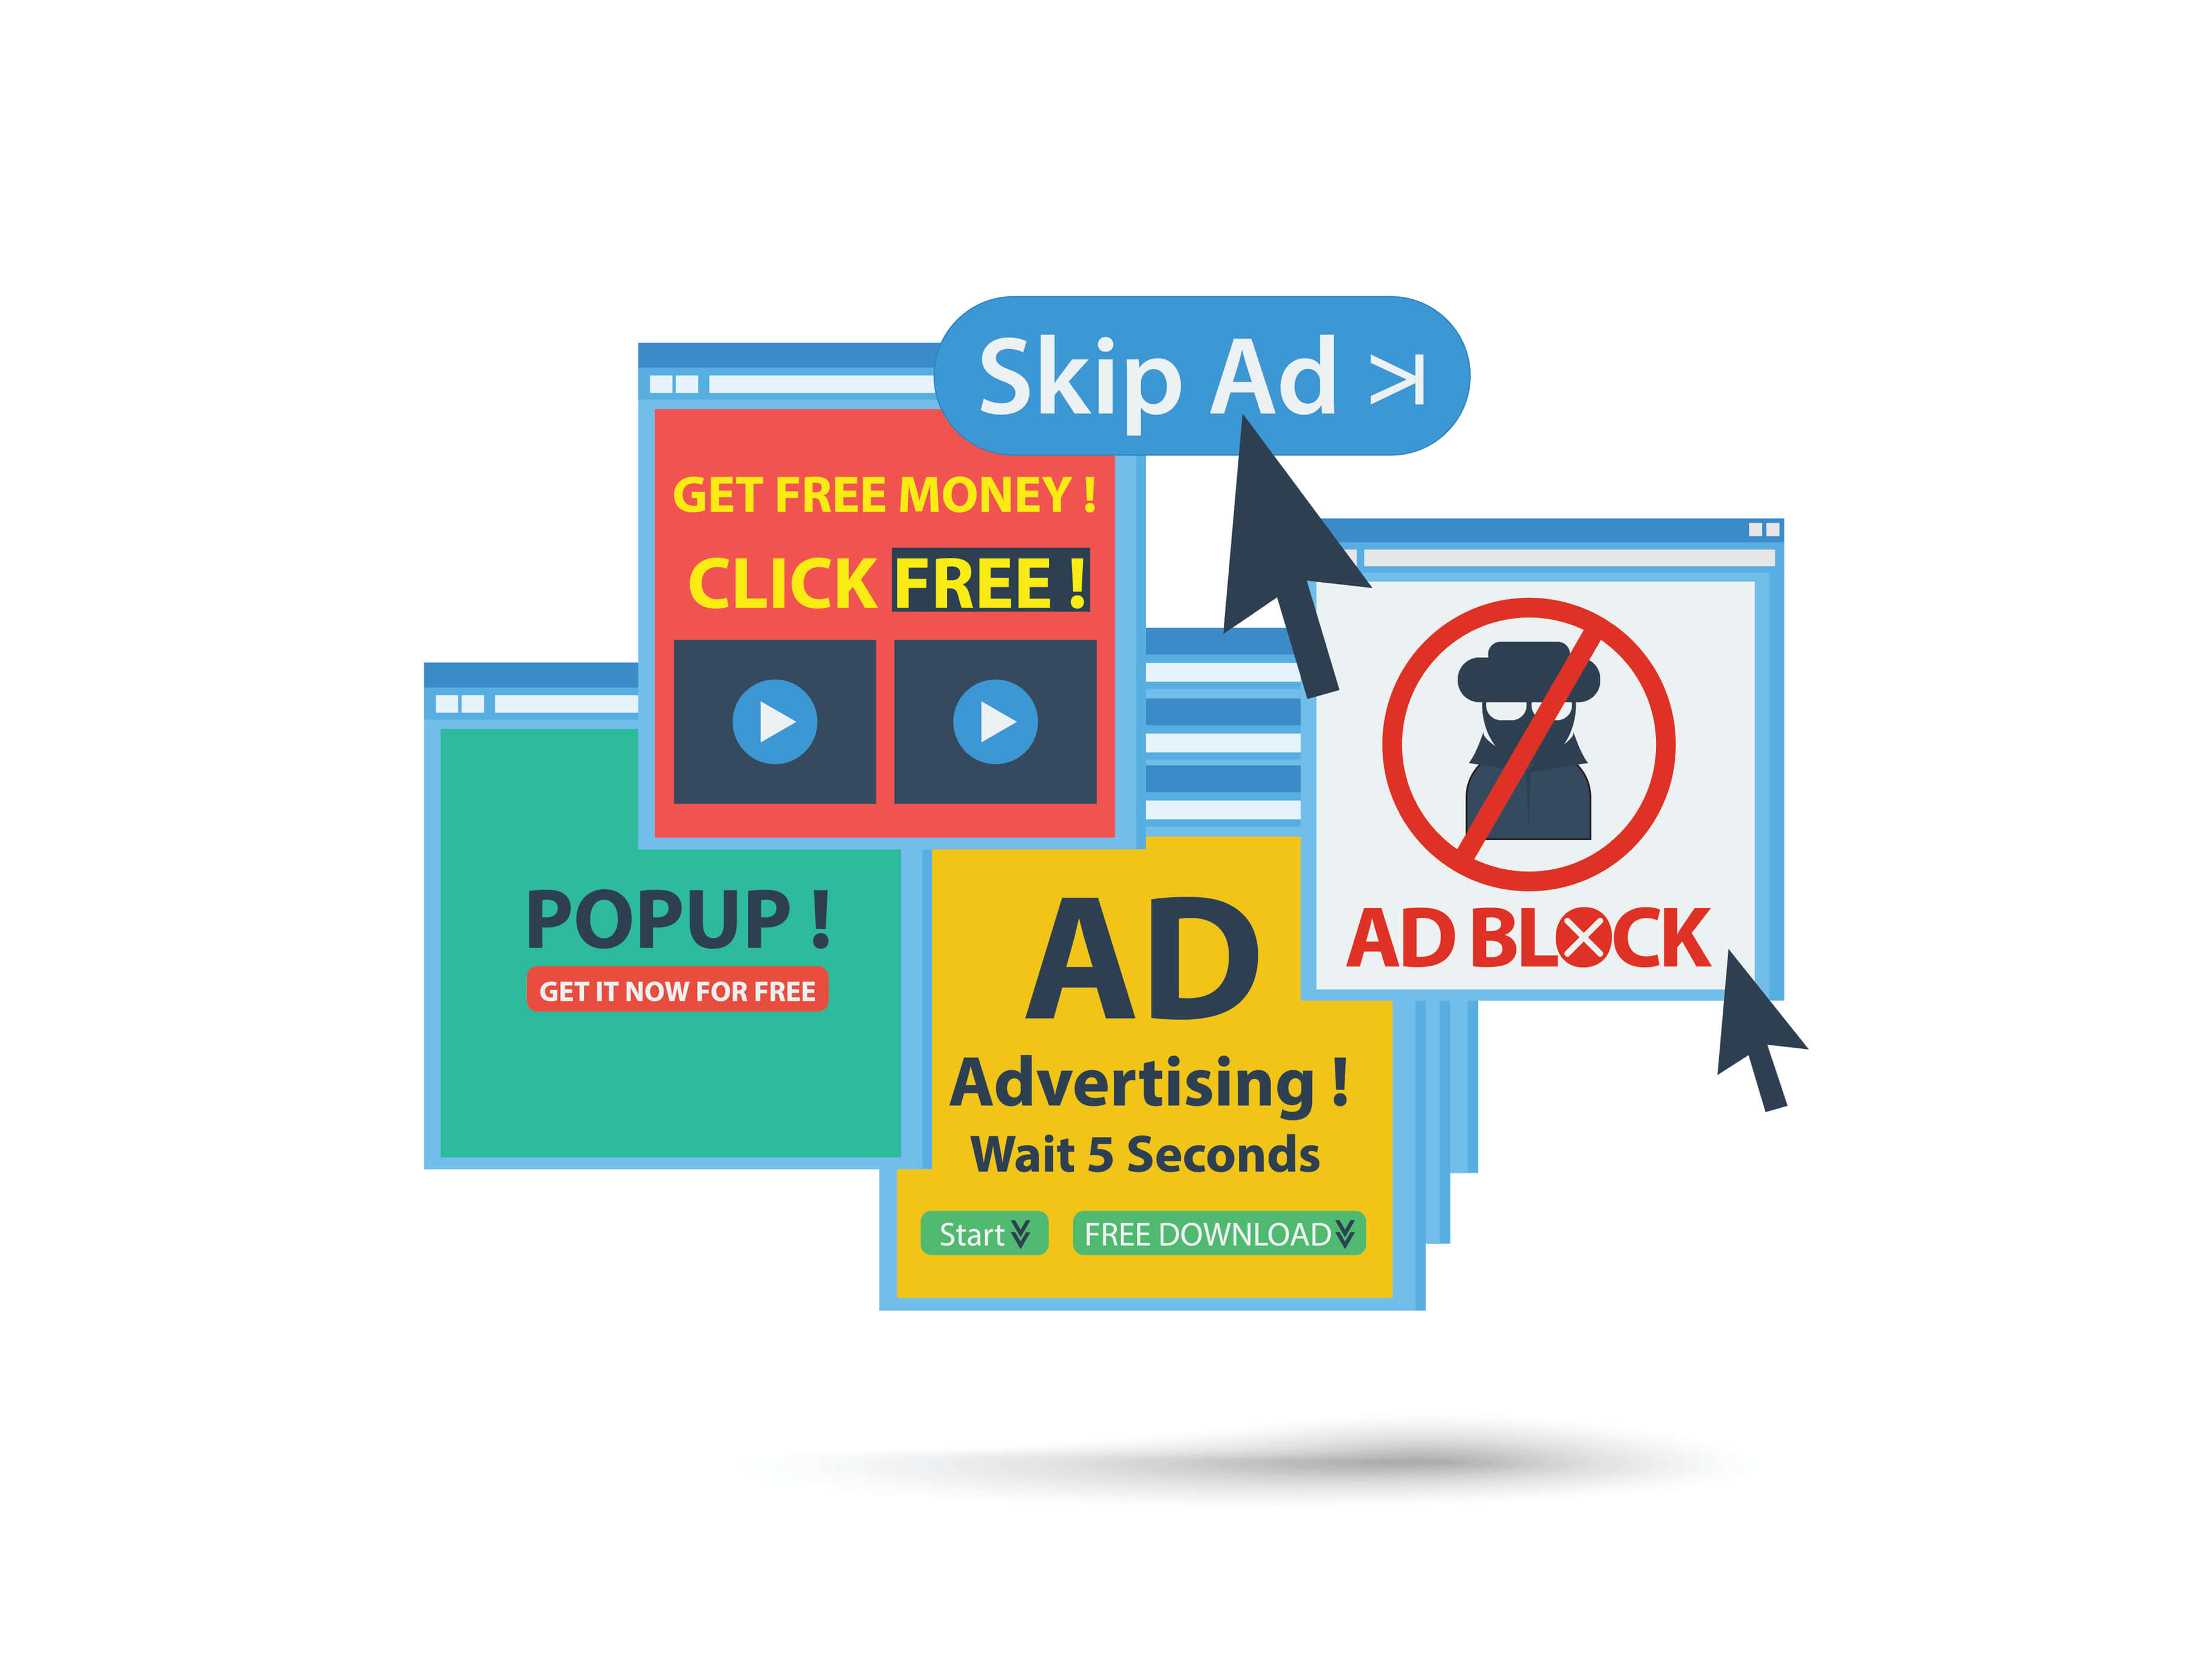 Skip Ad
GET FREE MONEY !
CLICK FREE !
POPUP !
GET IT NOW FOR FREE
AD
Advertising !
Wait 5 Seconds
Start
FREE DOWNLOAD
AD BLOCK